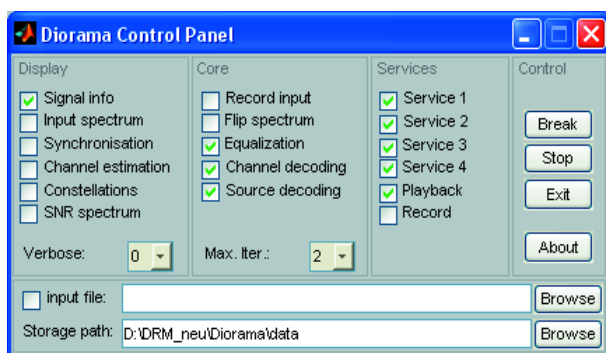 Diorama Control Panel
Display
Signal info
Input spectrum
Synchronisation
Channel estimation
Constellations
SNR spectrum
Verbose: 0
Core
Record input
Flip spectrum
Equalization
Channel decoding
Source decoding
Max. Iter.: 2
Services
Service 1
Service 2
Service 3
Service 4
Playback
Record
Control
Break
Stop
Exit
About
input file: Browse
Storage path: D:\DRM_neu\Diorama\data Browse